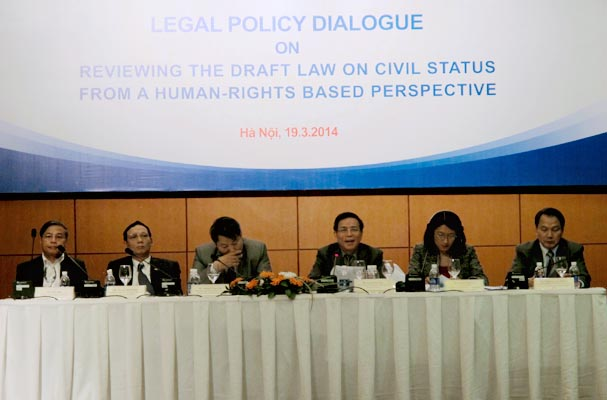 LEGAL POLICY DIALOGUE
ON
REVIEWING THE DRAFT LAW ON CIVIL STATUS
FROM A HUMAN-RIGHTS BASED PERSPECTIVE
Hà Nội, 19.3.2014